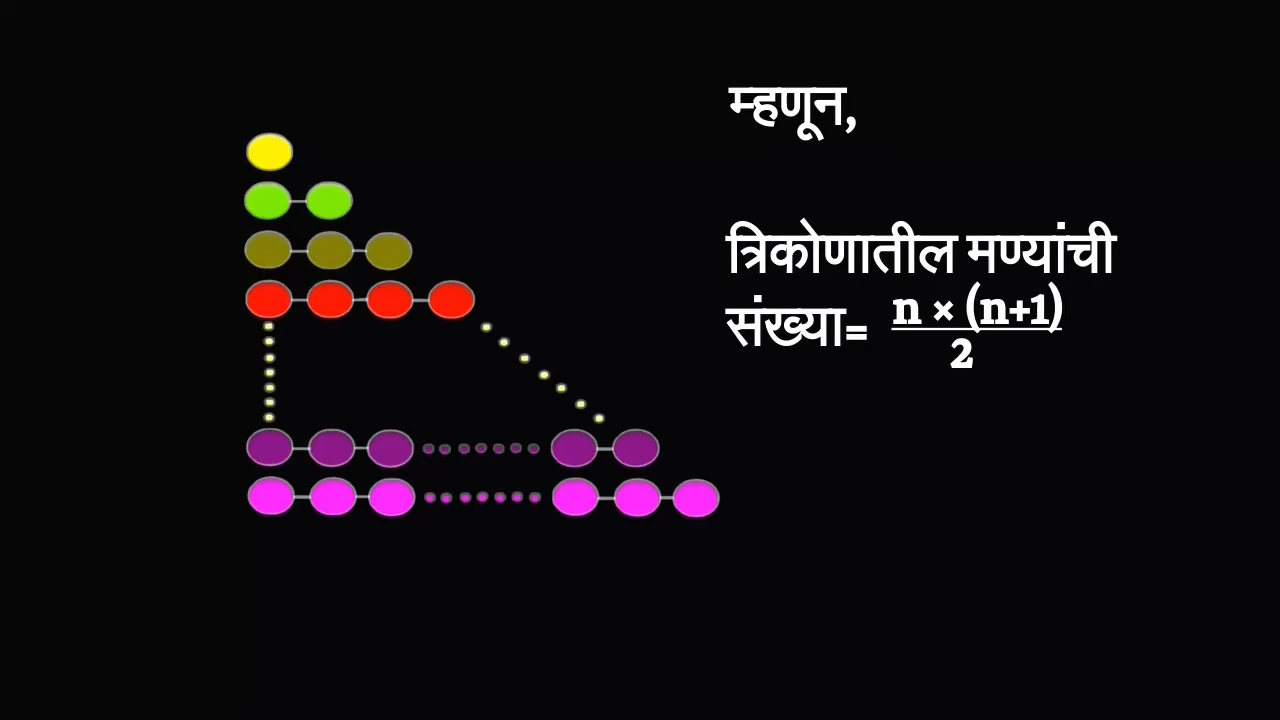 म्हणून,
त्रिकोणातील मण्यांची
संख्या= n × (n+1)
2